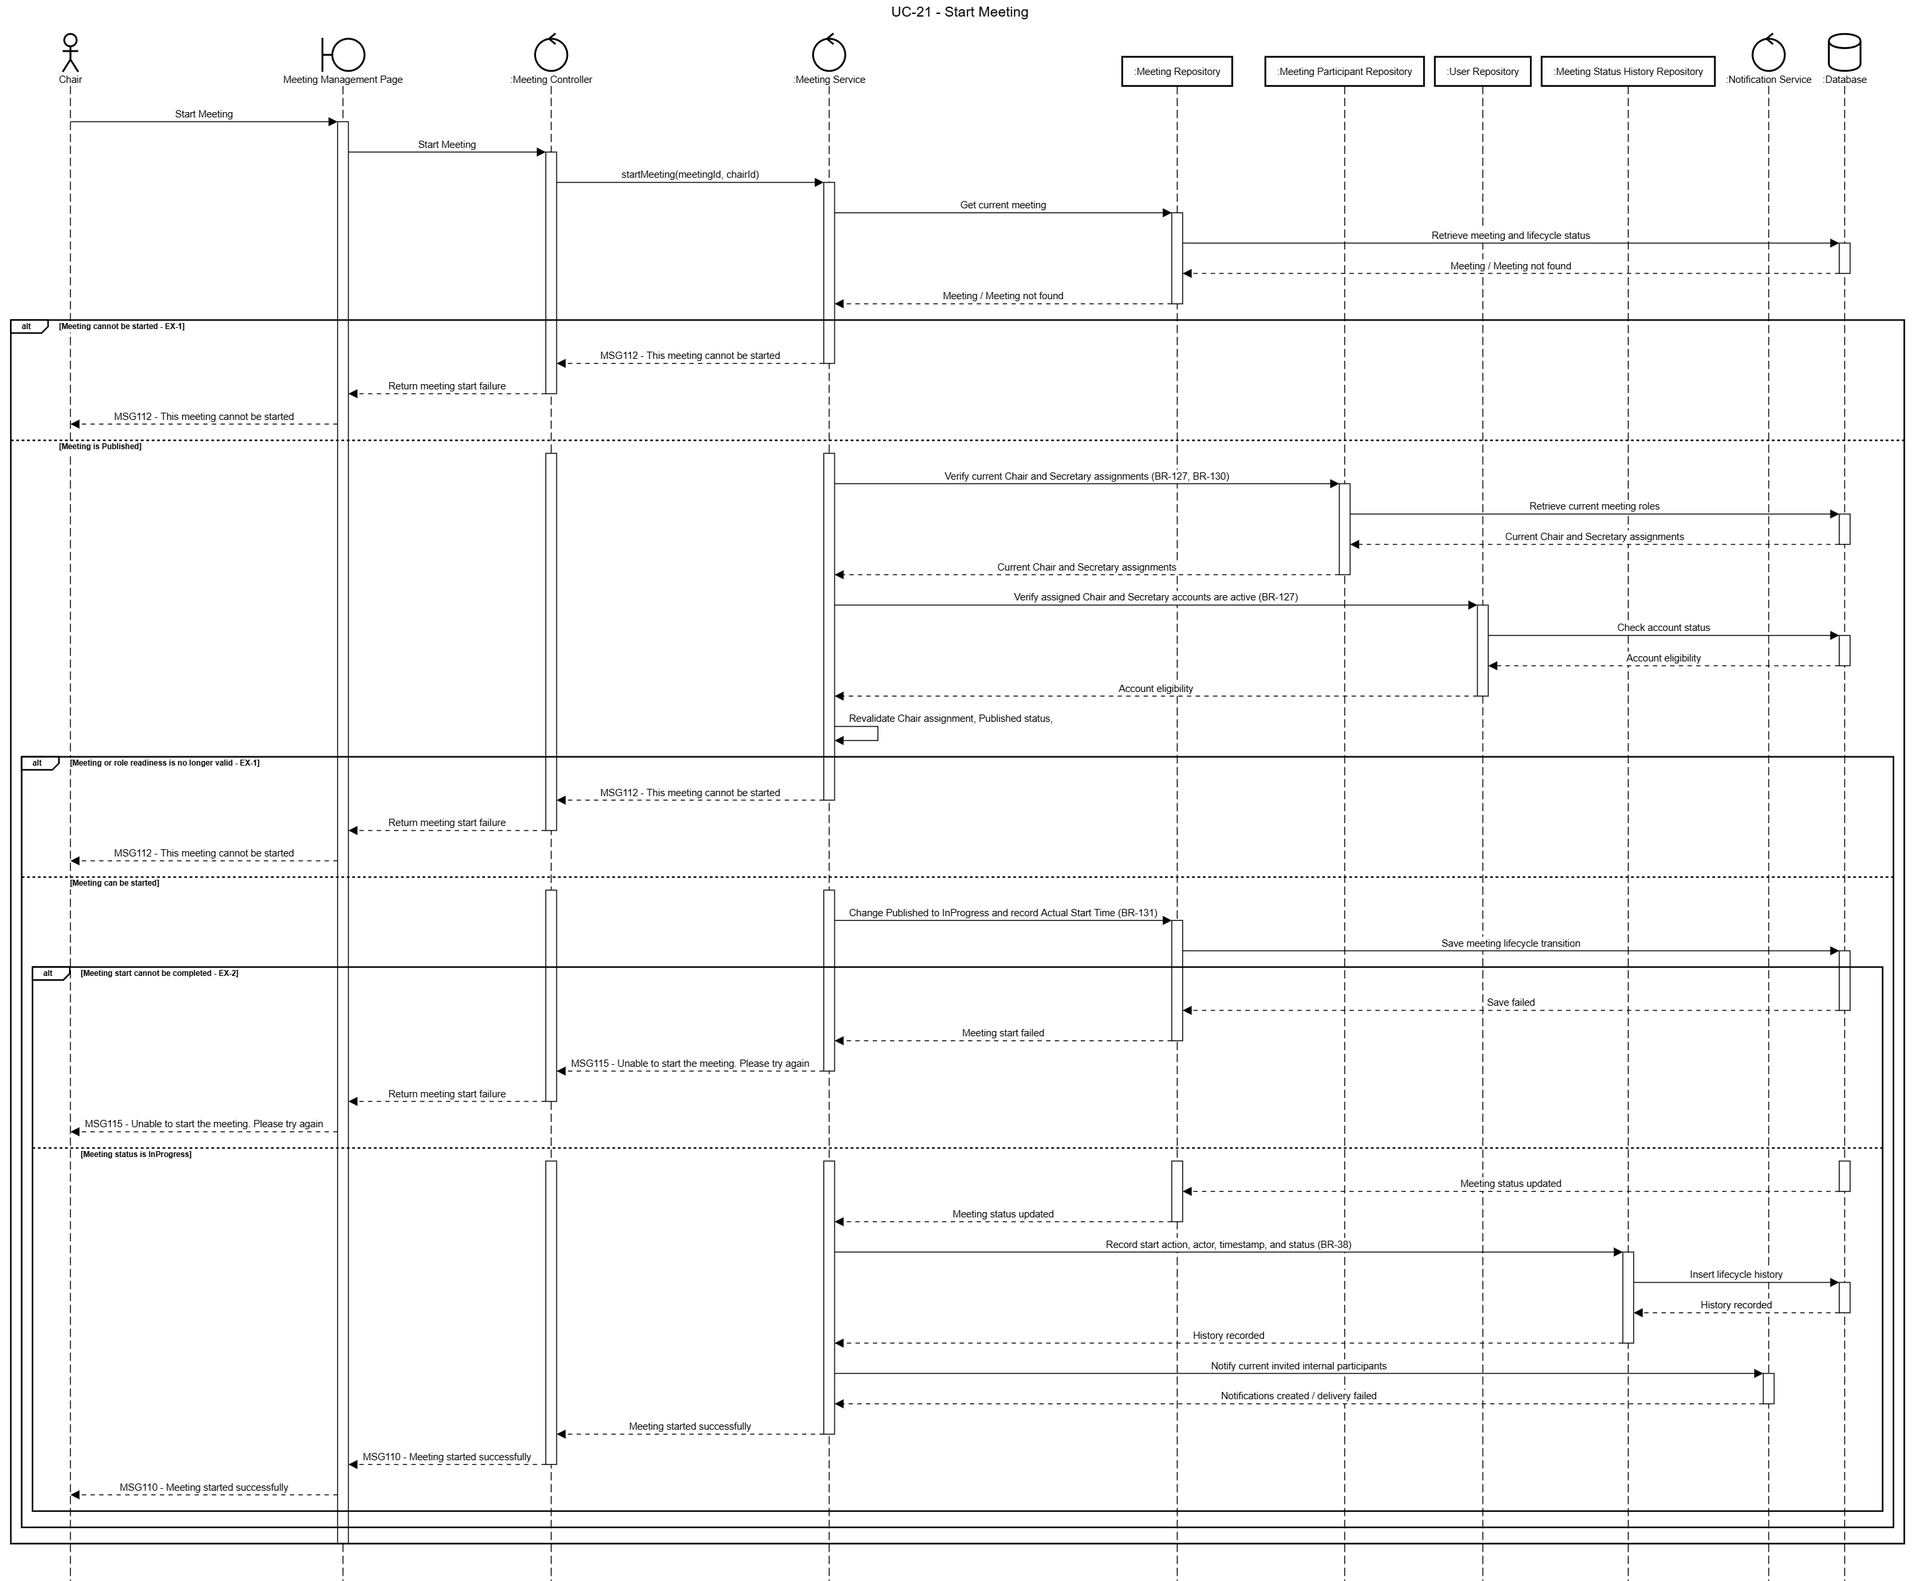 UC-21 - Start Meeting
Chair
Meeting Management Page
:Meeting Controller
:Meeting Service
:Meeting Repository
:Meeting Participant Repository
:User Repository
:Meeting Status History Repository
:Notification Service
:Database
Start Meeting
Start Meeting
startMeeting(meetingId, chairId)
Get current meeting
Retrieve meeting and lifecycle status
Meeting / Meeting not found
Meeting / Meeting not found
alt
[Meeting cannot be started - EX-1]
MSG112 - This meeting cannot be started
Return meeting start failure
MSG112 - This meeting cannot be started
[Meeting is Published]
Verify current Chair and Secretary assignments (BR-127, BR-130)
Retrieve current meeting roles
Current Chair and Secretary assignments
Current Chair and Secretary assignments
Verify assigned Chair and Secretary accounts are active (BR-127)
Check account status
Account eligibility
Account eligibility
Revalidate Chair assignment, Published status,
alt
[Meeting or role readiness is no longer valid - EX-1]
MSG112 - This meeting cannot be started
Return meeting start failure
MSG112 - This meeting cannot be started
[Meeting can be started]
Change Published to InProgress and record Actual Start Time (BR-131)
Save meeting lifecycle transition
alt
[Meeting start cannot be completed - EX-2]
Save failed
Meeting start failed
MSG115 - Unable to start the meeting. Please try again
Return meeting start failure
MSG115 - Unable to start the meeting. Please try again
[Meeting status is InProgress]
Meeting status updated
Meeting status updated
Record start action, actor, timestamp, and status (BR-38)
Insert lifecycle history
History recorded
History recorded
Notify current invited internal participants
Notifications created / delivery failed
Meeting started successfully
MSG110 - Meeting started successfully
MSG110 - Meeting started successfully